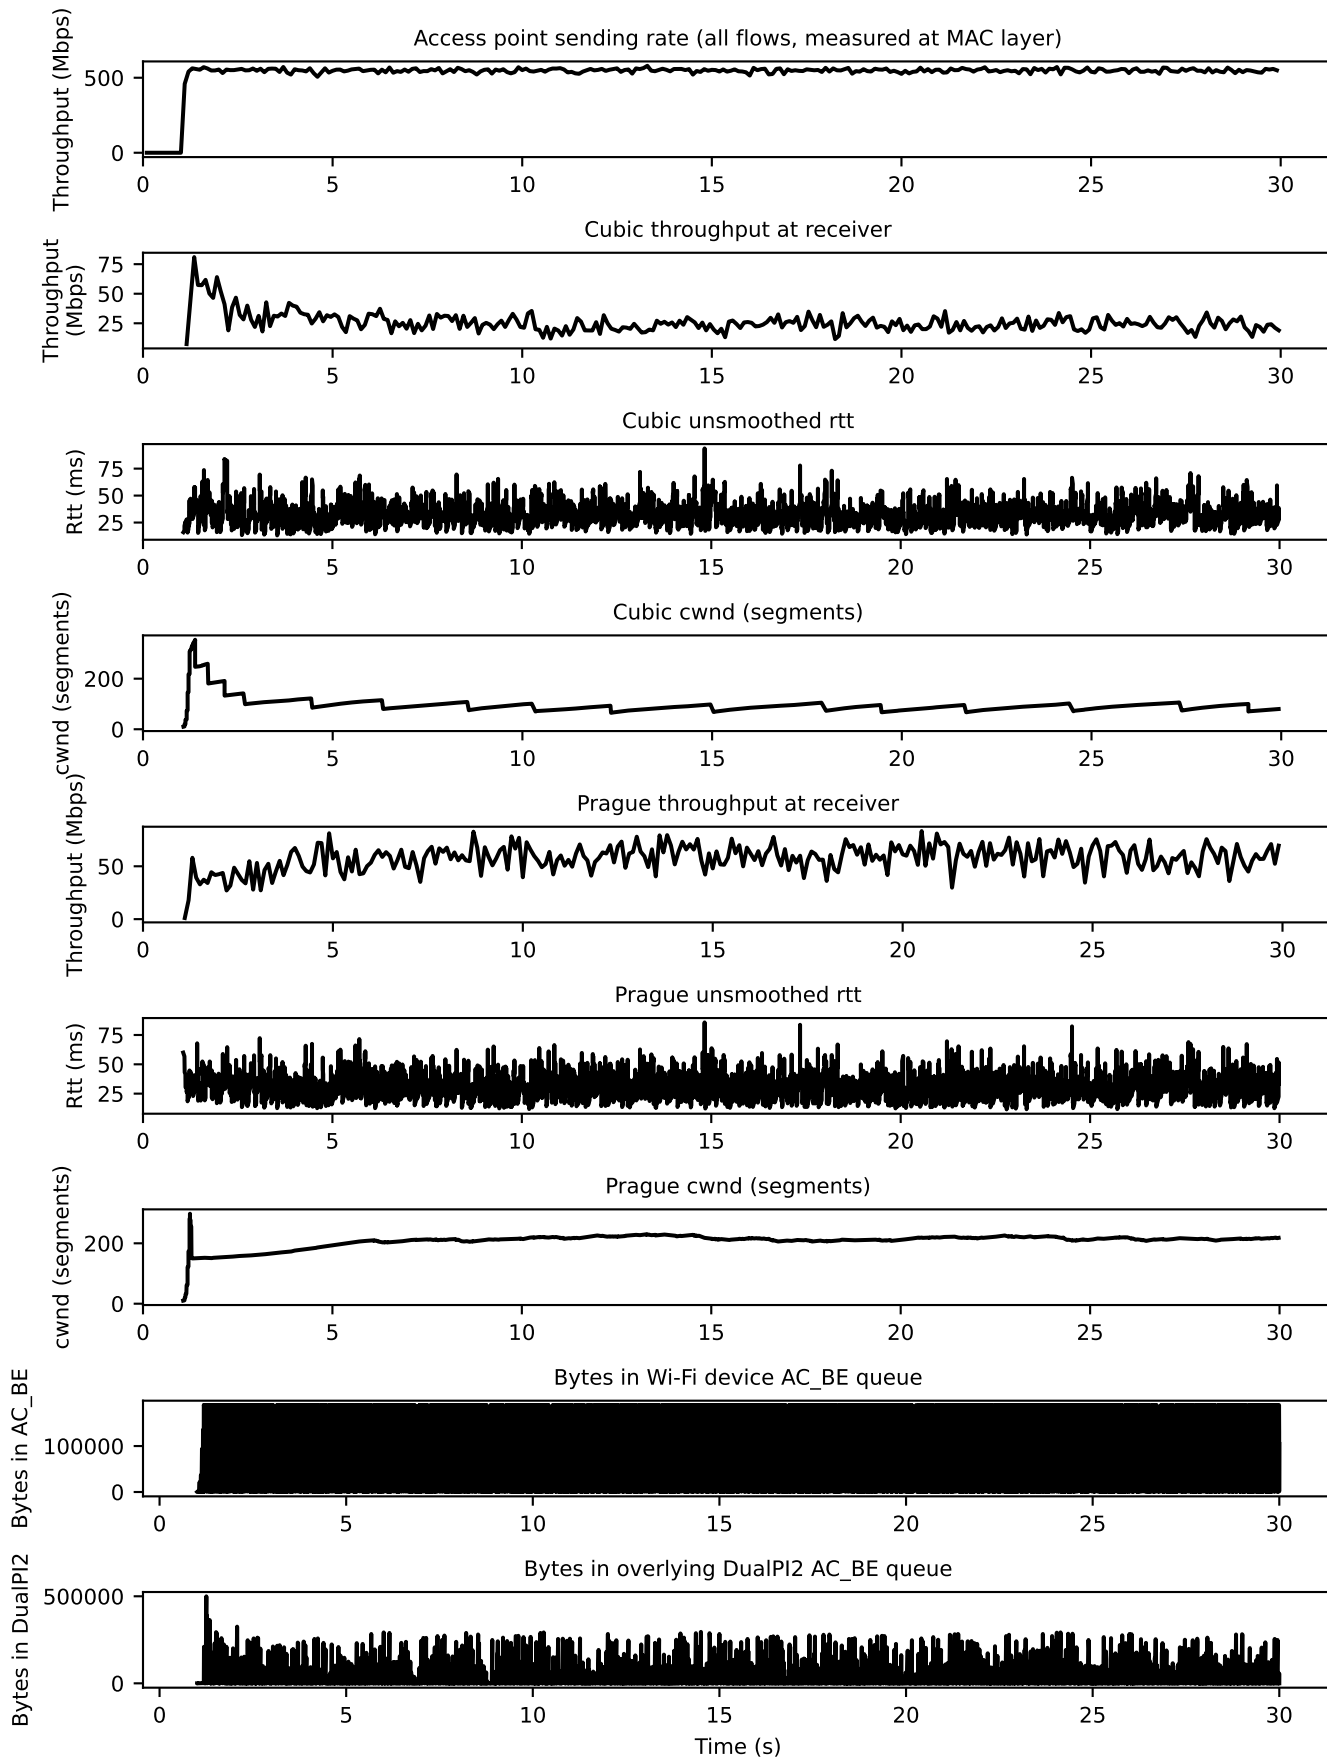 Access point sending rate (all flows, measured at MAC layer)
Throughput (Mbps)
500
0
0 5 10 15 20 25 30
Cubic throughput at receiver
Throughput
(Mbps)
75
50
25
0 5 10 15 20 25 30
Cubic unsmoothed rtt
Rtt (ms)
75
50
25
0 5 10 15 20 25 30
Cubic cwnd (segments)
cwnd (segments)
200
0
0 5 10 15 20 25 30
Prague throughput at receiver
Throughput (Mbps)
50
0
0 5 10 15 20 25 30
Prague unsmoothed rtt
Rtt (ms)
75
50
25
0 5 10 15 20 25 30
Prague cwnd (segments)
cwnd (segments)
200
0
0 5 10 15 20 25 30
Bytes in Wi-Fi device AC_BE queue
Bytes in AC_BE
100000
0
0 5 10 15 20 25 30
Bytes in overlying DualPI2 AC_BE queue
Bytes in DualPI2
500000
0
0 5 10 15 20 25 30
Time (s)